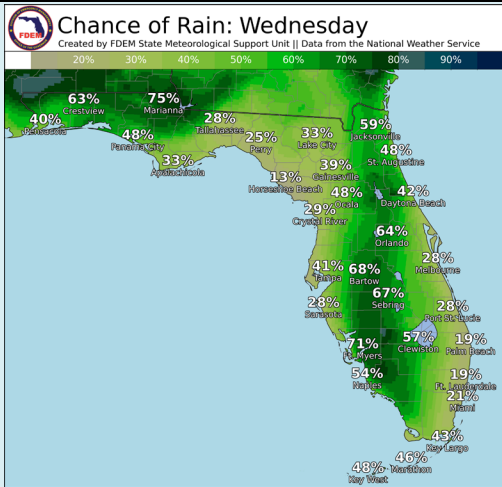 Chance of Rain: Wednesday
Created by FDEM State Meteorological Support Unit || Data from the National Weather Service
20% 30% 40% 50% 60% 70% 80% 90%
63%
Crestview
75%
Marianna
40%
Pensacola
28%
Tallahassee
59%
Jacksonville
48%
Panama City
25%
Perry
33%
Lake City
48%
St. Augustine
33%
Apalachicola
39%
Gainesville
13%
Horseshoe Beach
48%
Ocala
42%
Daytona Beach
29%
Crystal River
64%
Orlando
41%
Tampa
68%
Bartow
28%
Melbourne
67%
Sebring
28%
Sarasota
28%
Port St. Lucie
71%
Ft. Myers
57%
Clewiston
19%
Palm Beach
54%
Naples
19%
Ft. Lauderdale
21%
Miami
43%
Key Largo
46%
Marathon
48%
Key West
FDEM